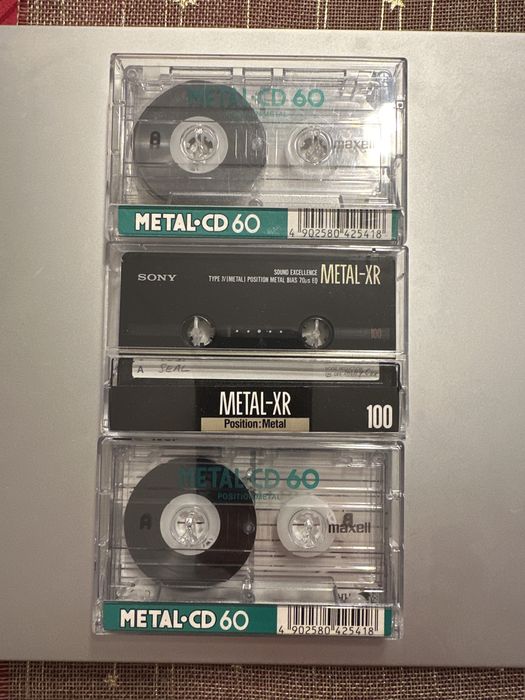 METAL•CD 60
POSITION METAL
A
maxell
METAL•CD 60
4 902580 425418
SONY
SOUND EXCELLENCE
METAL-XR
TYPE IV (METAL) POSITION METAL BIAS 70μs EQ
100
A SEAL
METAL-XR
Position:Metal
100
METAL•CD 60
POSITION METAL
A
A
maxell
METAL•CD 60
4 902580 425418